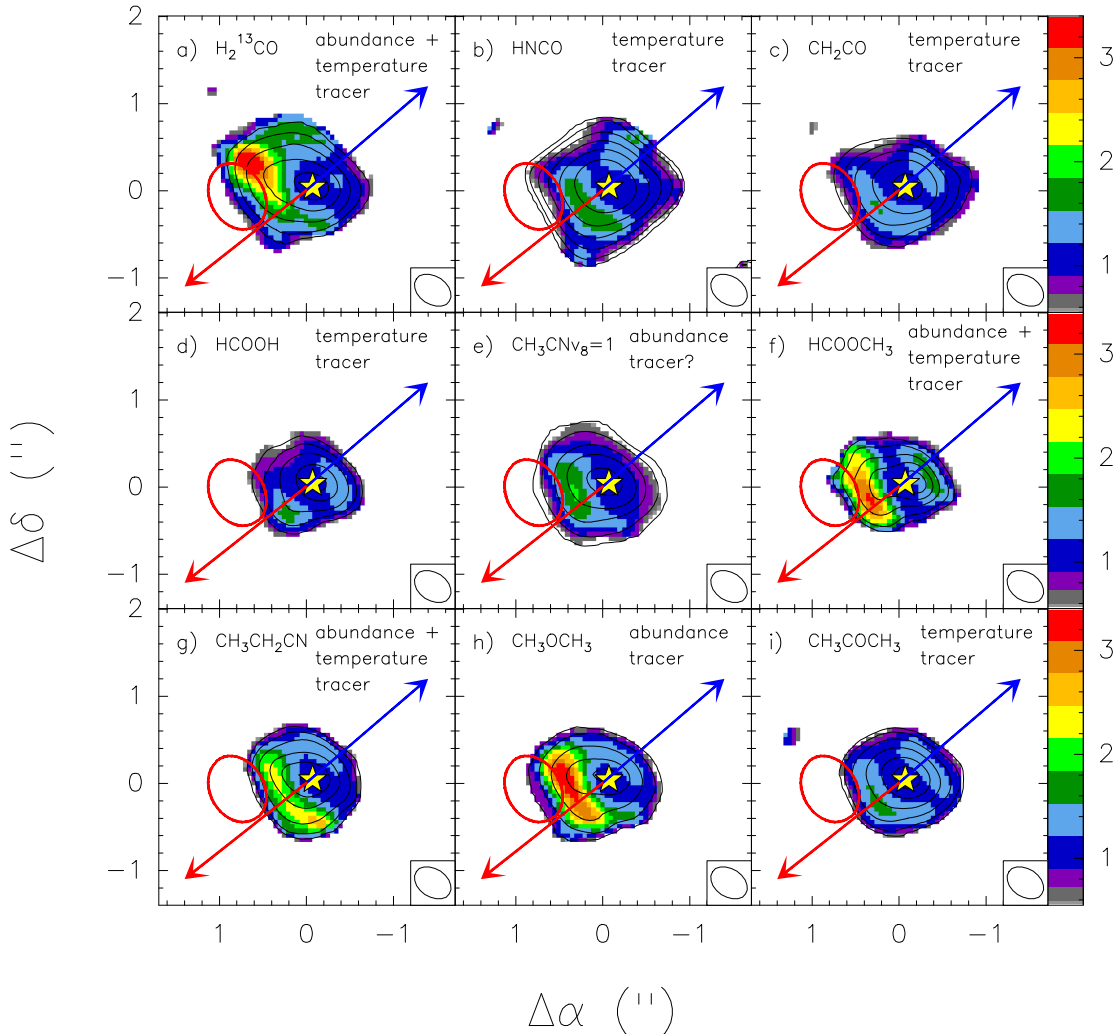 a) H₂¹³CO abundance +
temperature
tracer
b) HNCO temperature
tracer
c) CH₂CO temperature
tracer
3
2
1
2
1
0
−1
d) HCOOH temperature
tracer
e) CH₃CNv₈=1 abundance
tracer?
f) HCOOCH₃ abundance +
temperature
tracer
3
2
1
2
1
0
−1
g) CH₃CH₂CN abundance +
temperature
tracer
h) CH₃OCH₃ abundance
tracer
i) CH₃COCH₃ temperature
tracer
3
2
1
2
1
0
−1
1 0 −1 1 0 −1 1 0 −1
Δδ ('')
Δα ('')